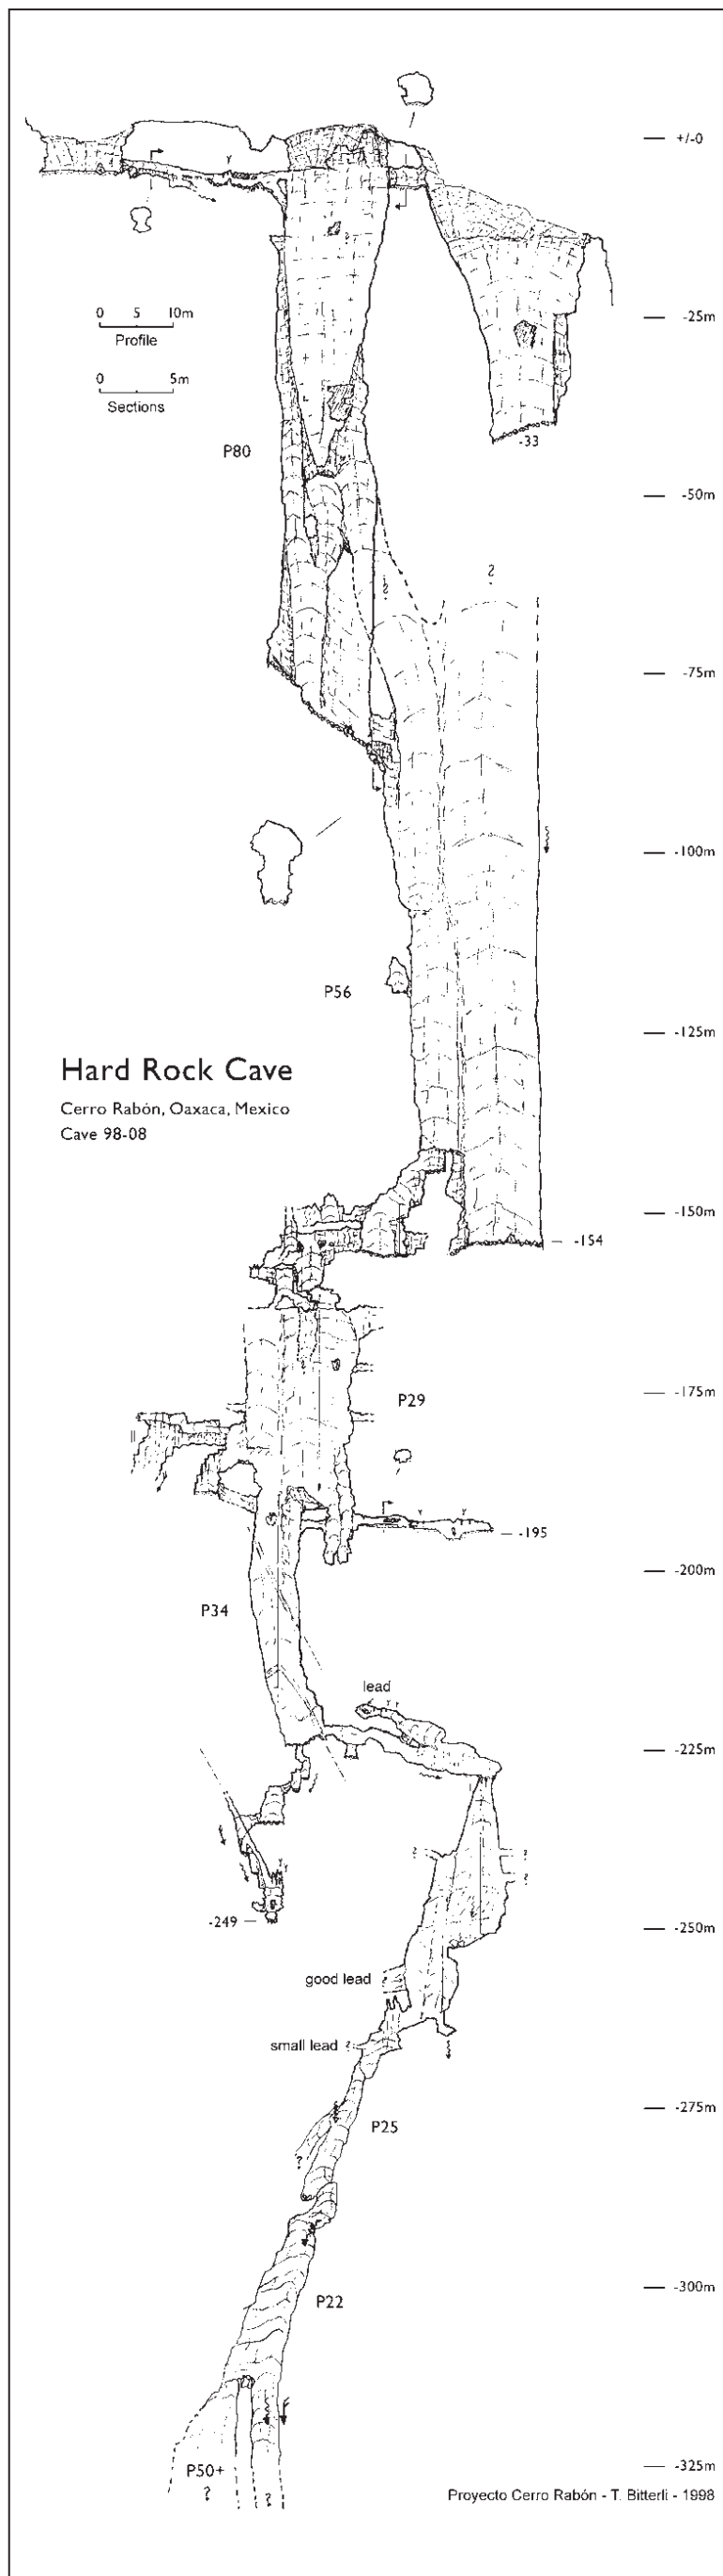 +/-0
0 5 10m
Profile
-25m
0 5m
Sections
-33
P80
-50m
?
?
-75m
-100m
P56
-125m
Hard Rock Cave
Cerro Rabón, Oaxaca, Mexico
Cave 98-08
-150m
-154
-175m
P29
-195
-200m
P34
lead
-225m
? ?
?
-249
-250m
good lead
small lead ?
-275m
P25
?
-300m
P22
-325m
P50+
? ?
Proyecto Cerro Rabón - T. Bitterli - 1998